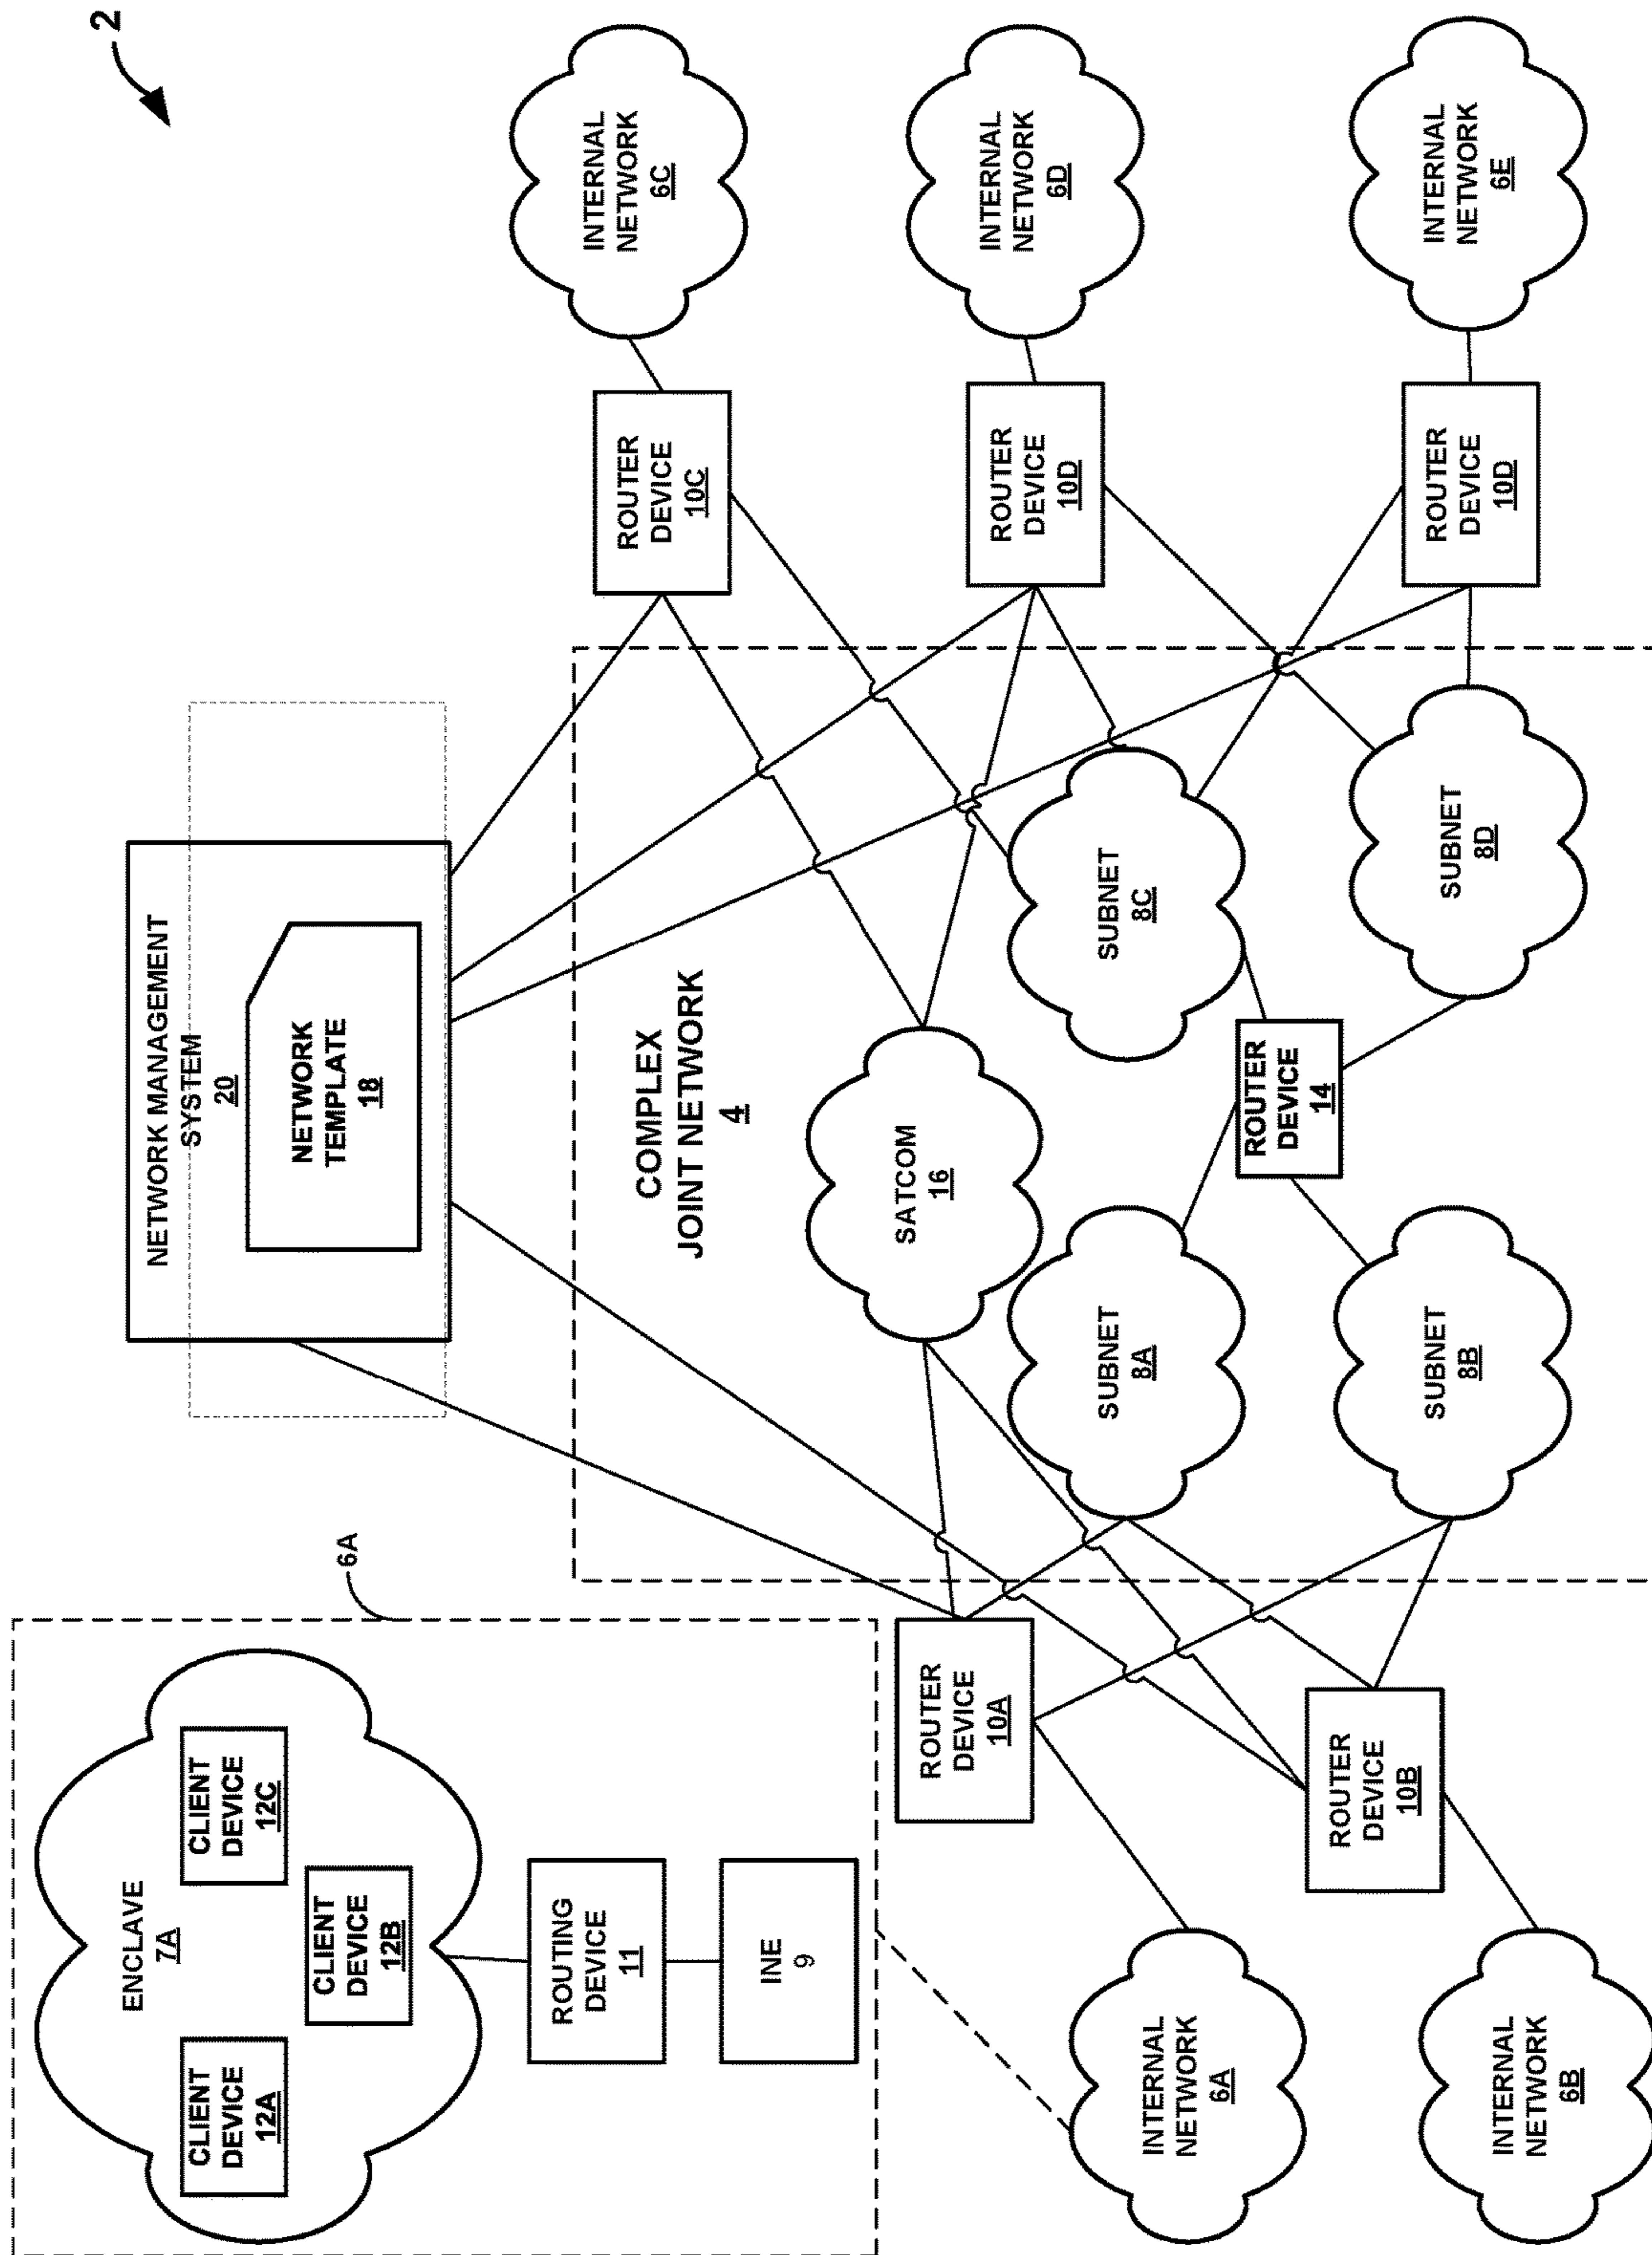 2
NETWORK MANAGEMENT
SYSTEM
20
NETWORK
TEMPLATE
18
6A
ENCLAVE
7A
CLIENT
DEVICE
12A
CLIENT
DEVICE
12B
CLIENT
DEVICE
12C
ROUTING
DEVICE
11
INE
9
COMPLEX
JOINT NETWORK
4
SATCOM
16
ROUTER
DEVICE
10A
ROUTER
DEVICE
10B
INTERNAL
NETWORK
6A
INTERNAL
NETWORK
6B
SUBNET
8A
SUBNET
8B
ROUTER
DEVICE
14
SUBNET
8C
SUBNET
8D
ROUTER
DEVICE
10C
ROUTER
DEVICE
10D
ROUTER
DEVICE
10D
INTERNAL
NETWORK
6C
INTERNAL
NETWORK
6D
INTERNAL
NETWORK
6E